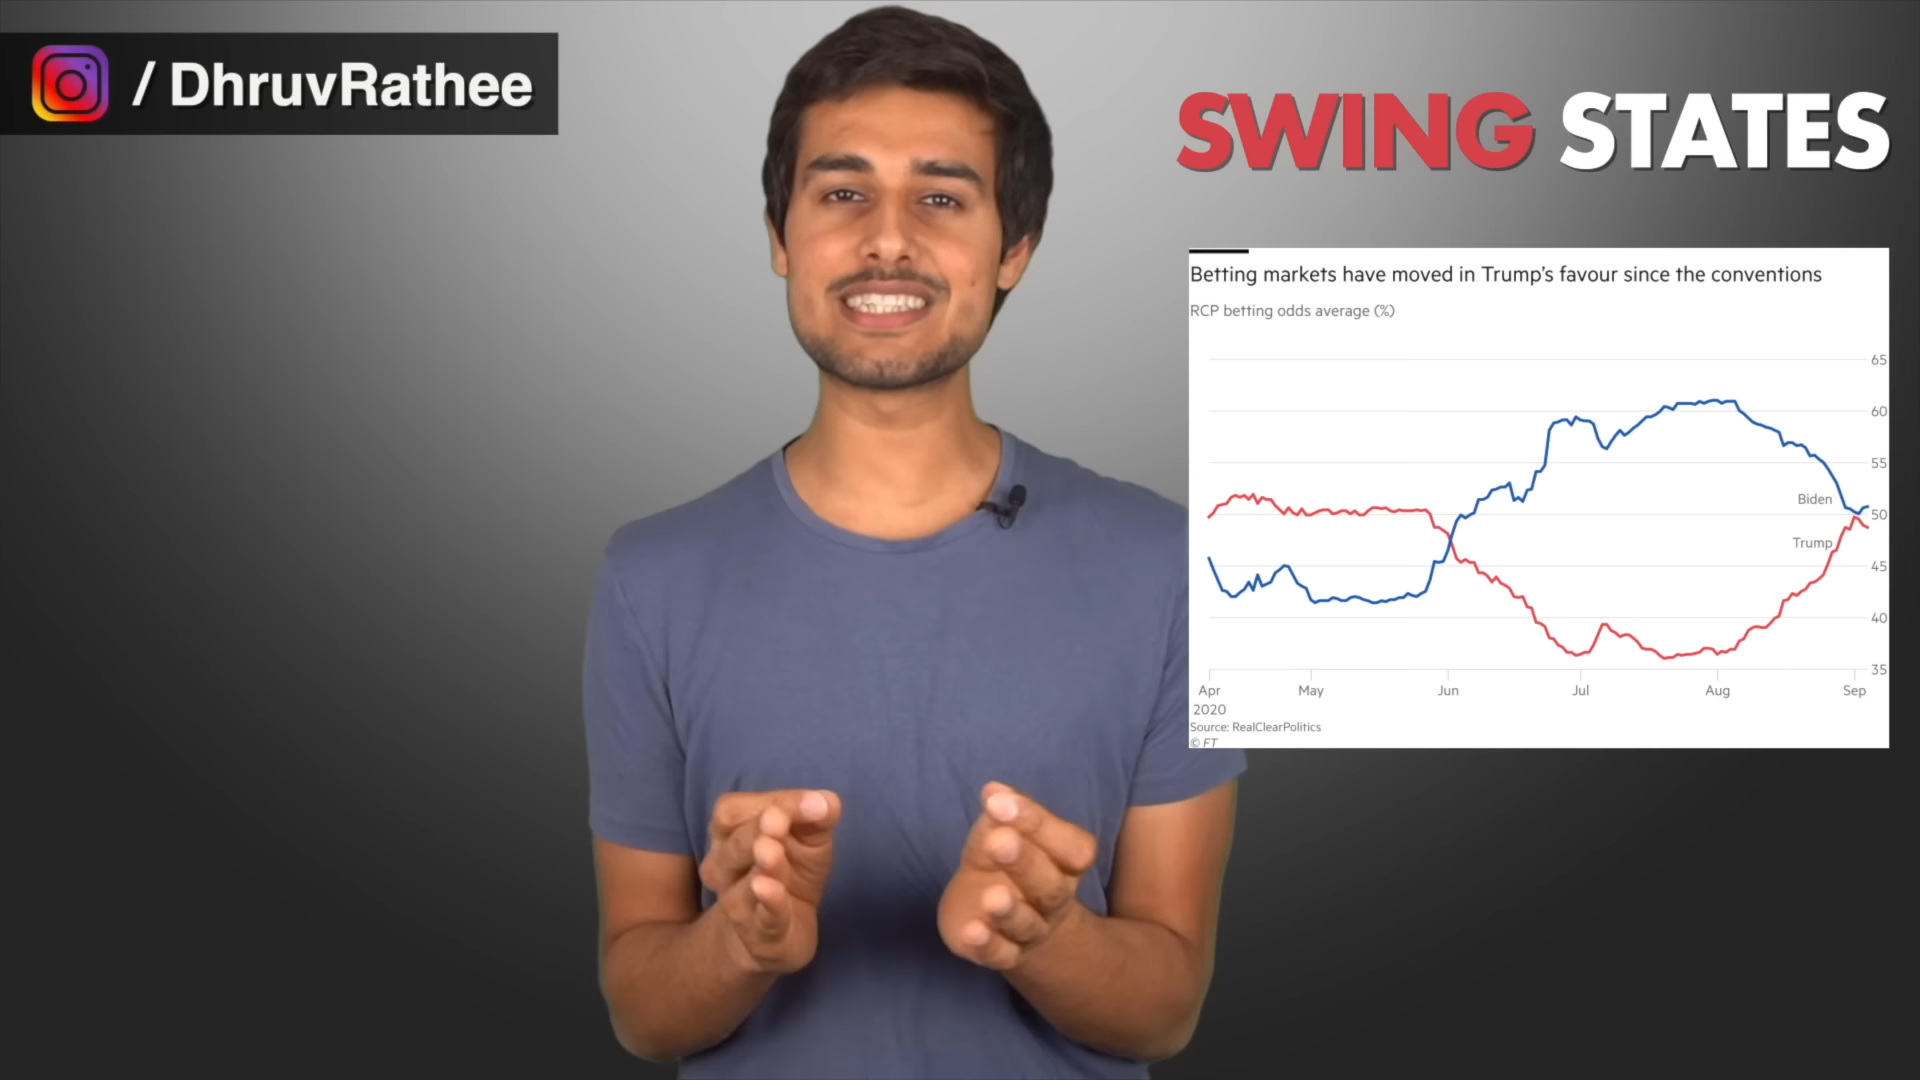 / DhruvRathee
SWING STATES
Betting markets have moved in Trump's favour since the conventions
RCP betting odds average (%)
65
60
55
Biden
50
Trump
45
40
35
Apr May Jun Jul Aug Sep
2020
Source: RealClearPolitics
© FT